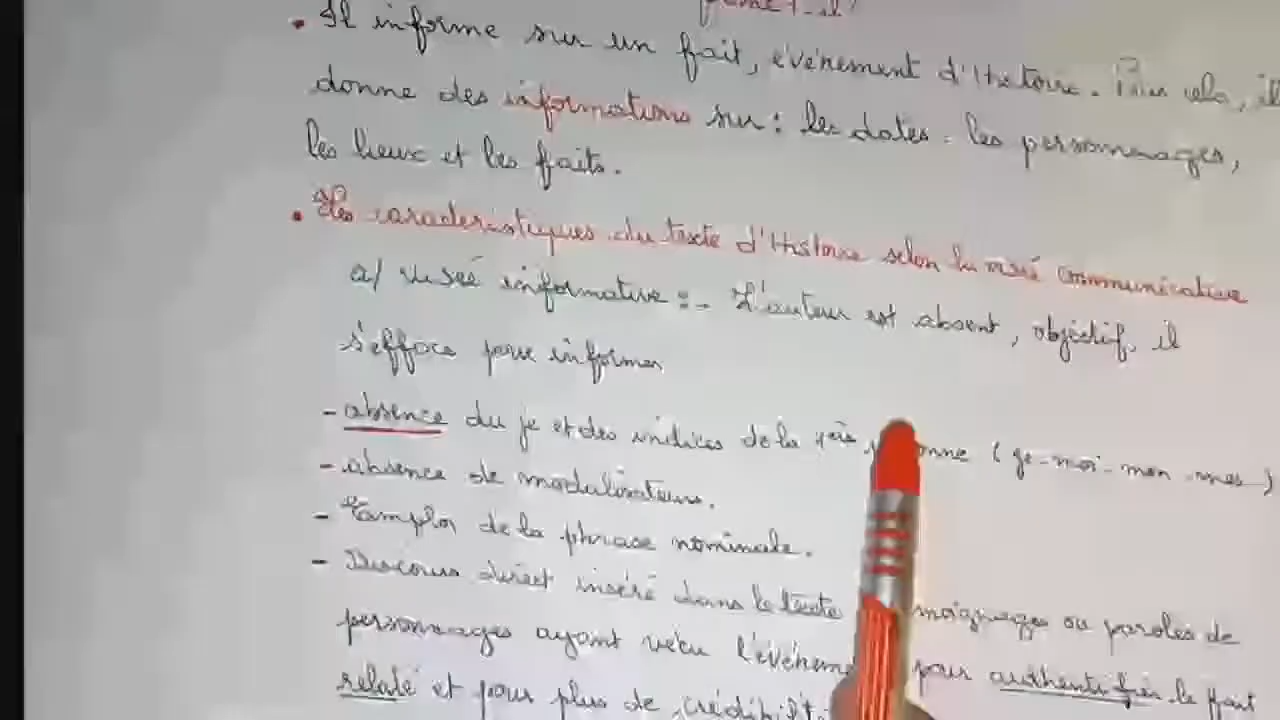 • Il informe sur un fait, événement d'Histoire. Pour cela, il
donne des informations sur : les dates - les personnages,
les lieux et les faits.
• Les caractéristiques du texte d'Histoire selon la visée communicative
a/ visée informative :- L'auteur est absent, objectif, il
s'efface pour informer
- absence du je et des indices de la 1ère (je - moi - mon - mes)
- absence de modulisateurs.
- l'emploi de la phrase nominale.
- Discours direct inséré dans le texte ou paroles de
personnages ayant vécu pour authentifier le fait
relaté et pour plus de